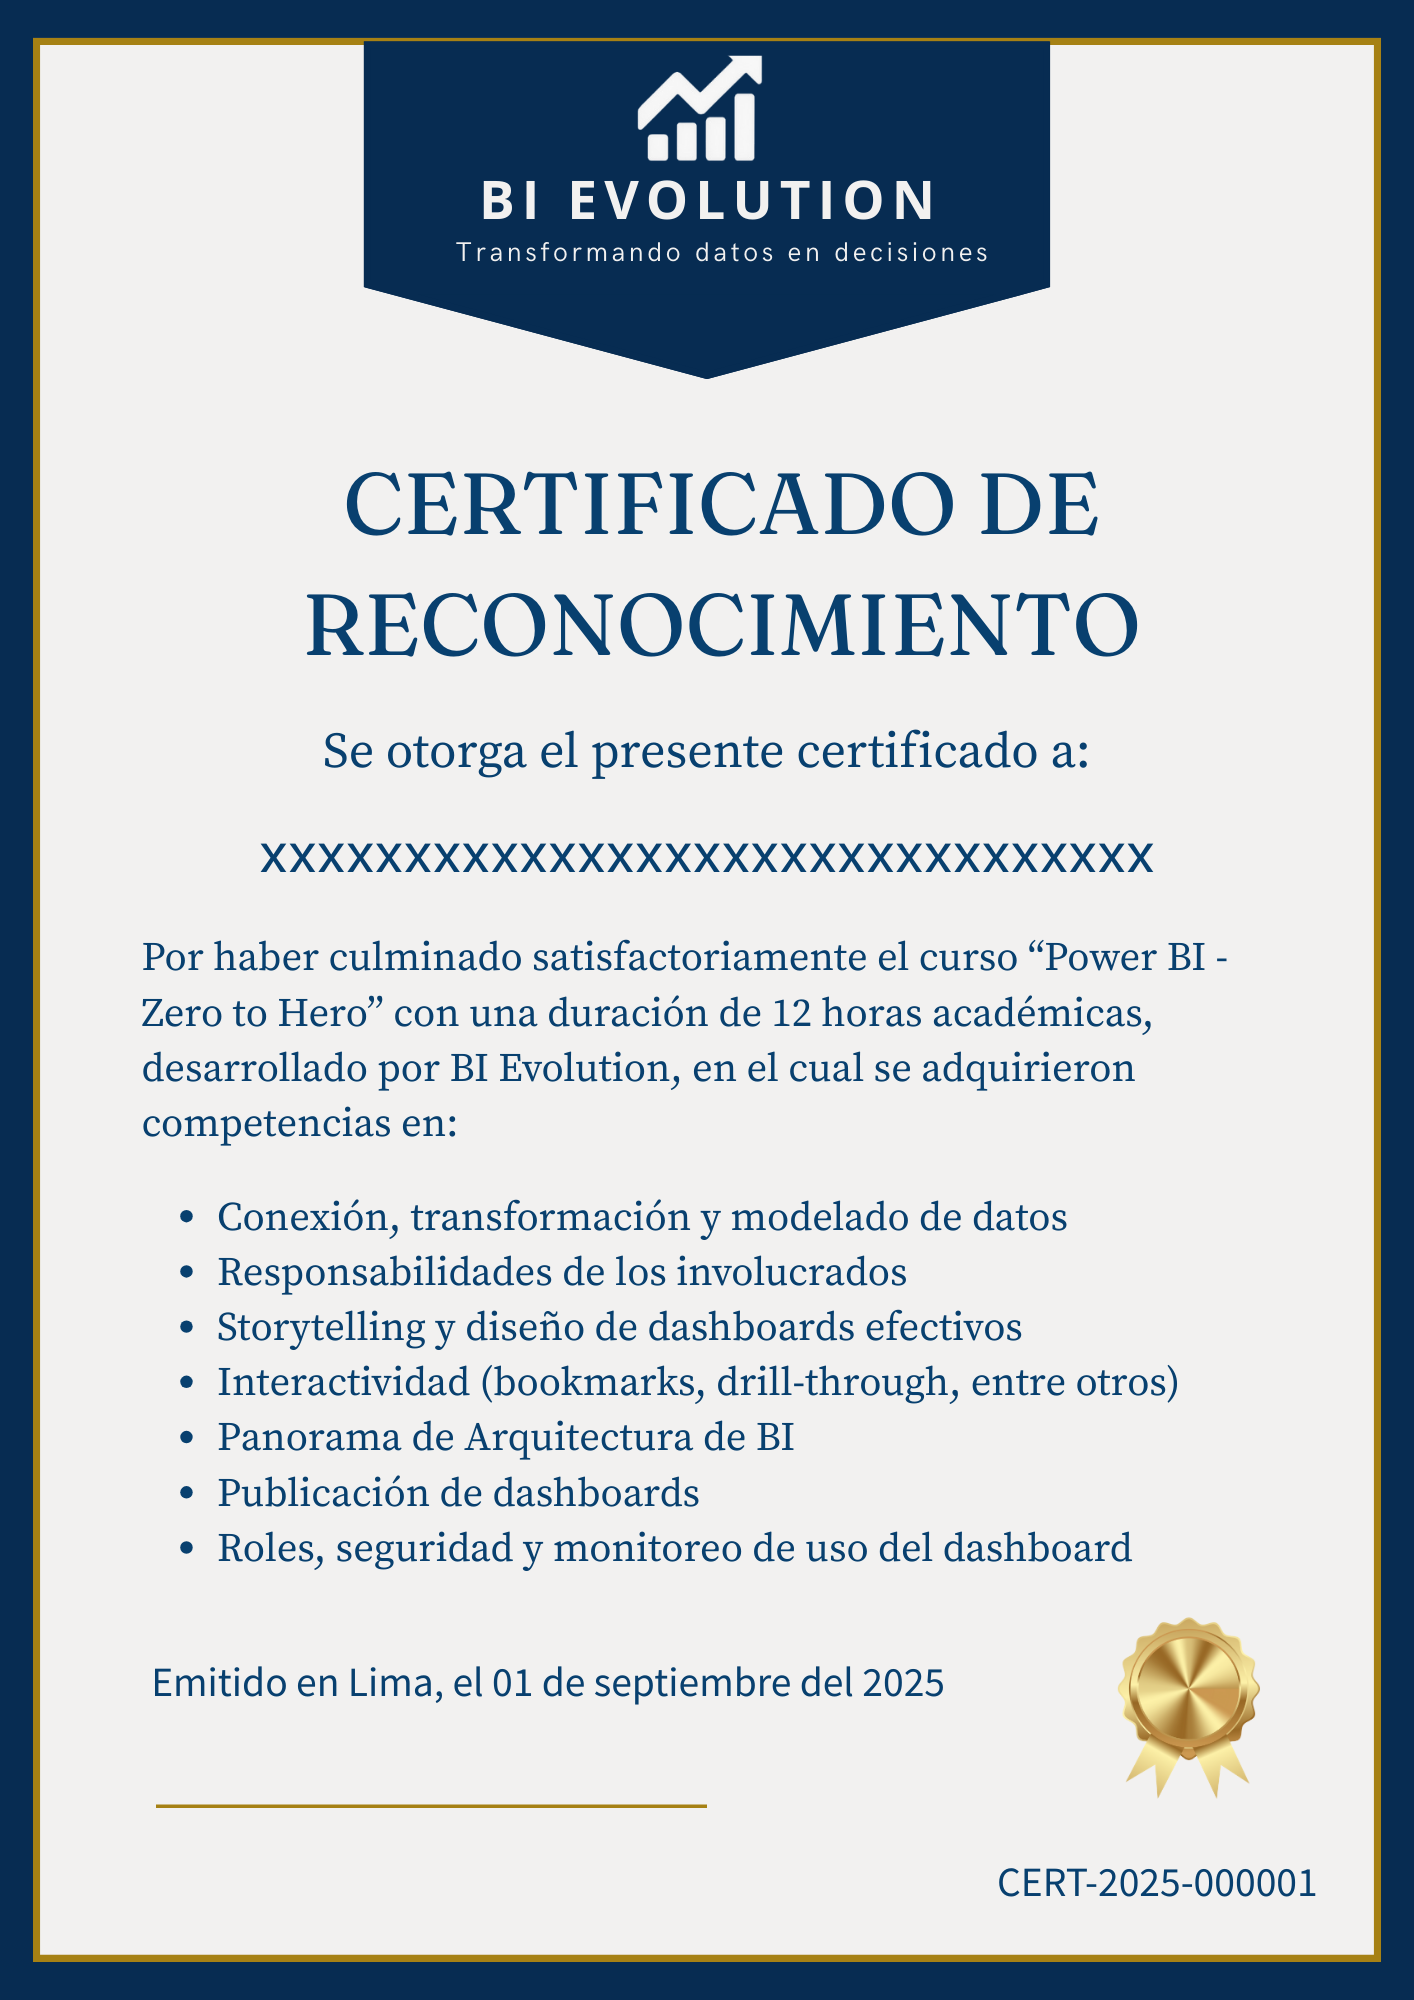 BI EVOLUTION
Transformando datos en decisiones
CERTIFICADO DE
RECONOCIMIENTO
Se otorga el presente certificado a:
XXXXXXXXXXXXXXXXXXXXXXXXXXXXXXX
Por haber culminado satisfactoriamente el curso “Power BI -
Zero to Hero” con una duración de 12 horas académicas,
desarrollado por BI Evolution, en el cual se adquirieron
competencias en:
• Conexión, transformación y modelado de datos
• Responsabilidades de los involucrados
• Storytelling y diseño de dashboards efectivos
• Interactividad (bookmarks, drill-through, entre otros)
• Panorama de Arquitectura de BI
• Publicación de dashboards
• Roles, seguridad y monitoreo de uso del dashboard
Emitido en Lima, el 01 de septiembre del 2025
CERT-2025-000001